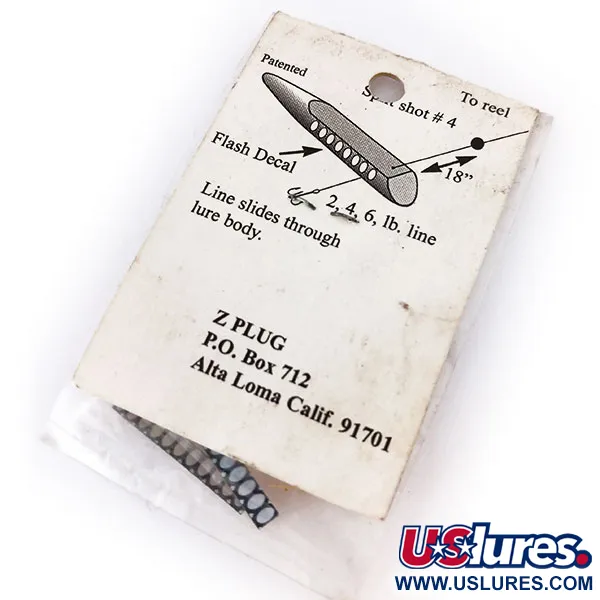 Patented
Split shot # 4
To reel
Flash Decal
18"
2, 4, 6, lb. line
Line slides through
lure body.
Z PLUG
P.O. Box 712
Alta Loma Calif. 91701
USlures.
WWW.USLURES.COM